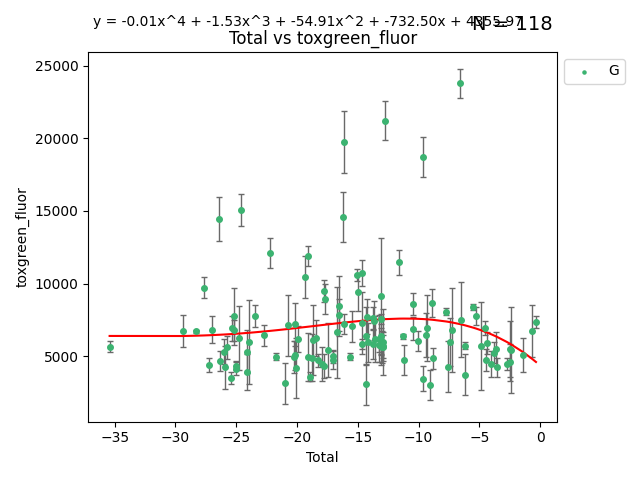 y = -0.01x^4 + -1.53x^3 + -54.91x^2 + -732.50x + 4355.97
N = 118
Total vs toxgreen_fluor
G
25000
20000
15000
10000
5000
toxgreen_fluor
−35 −30 −25 −20 −15 −10 −5 0
Total